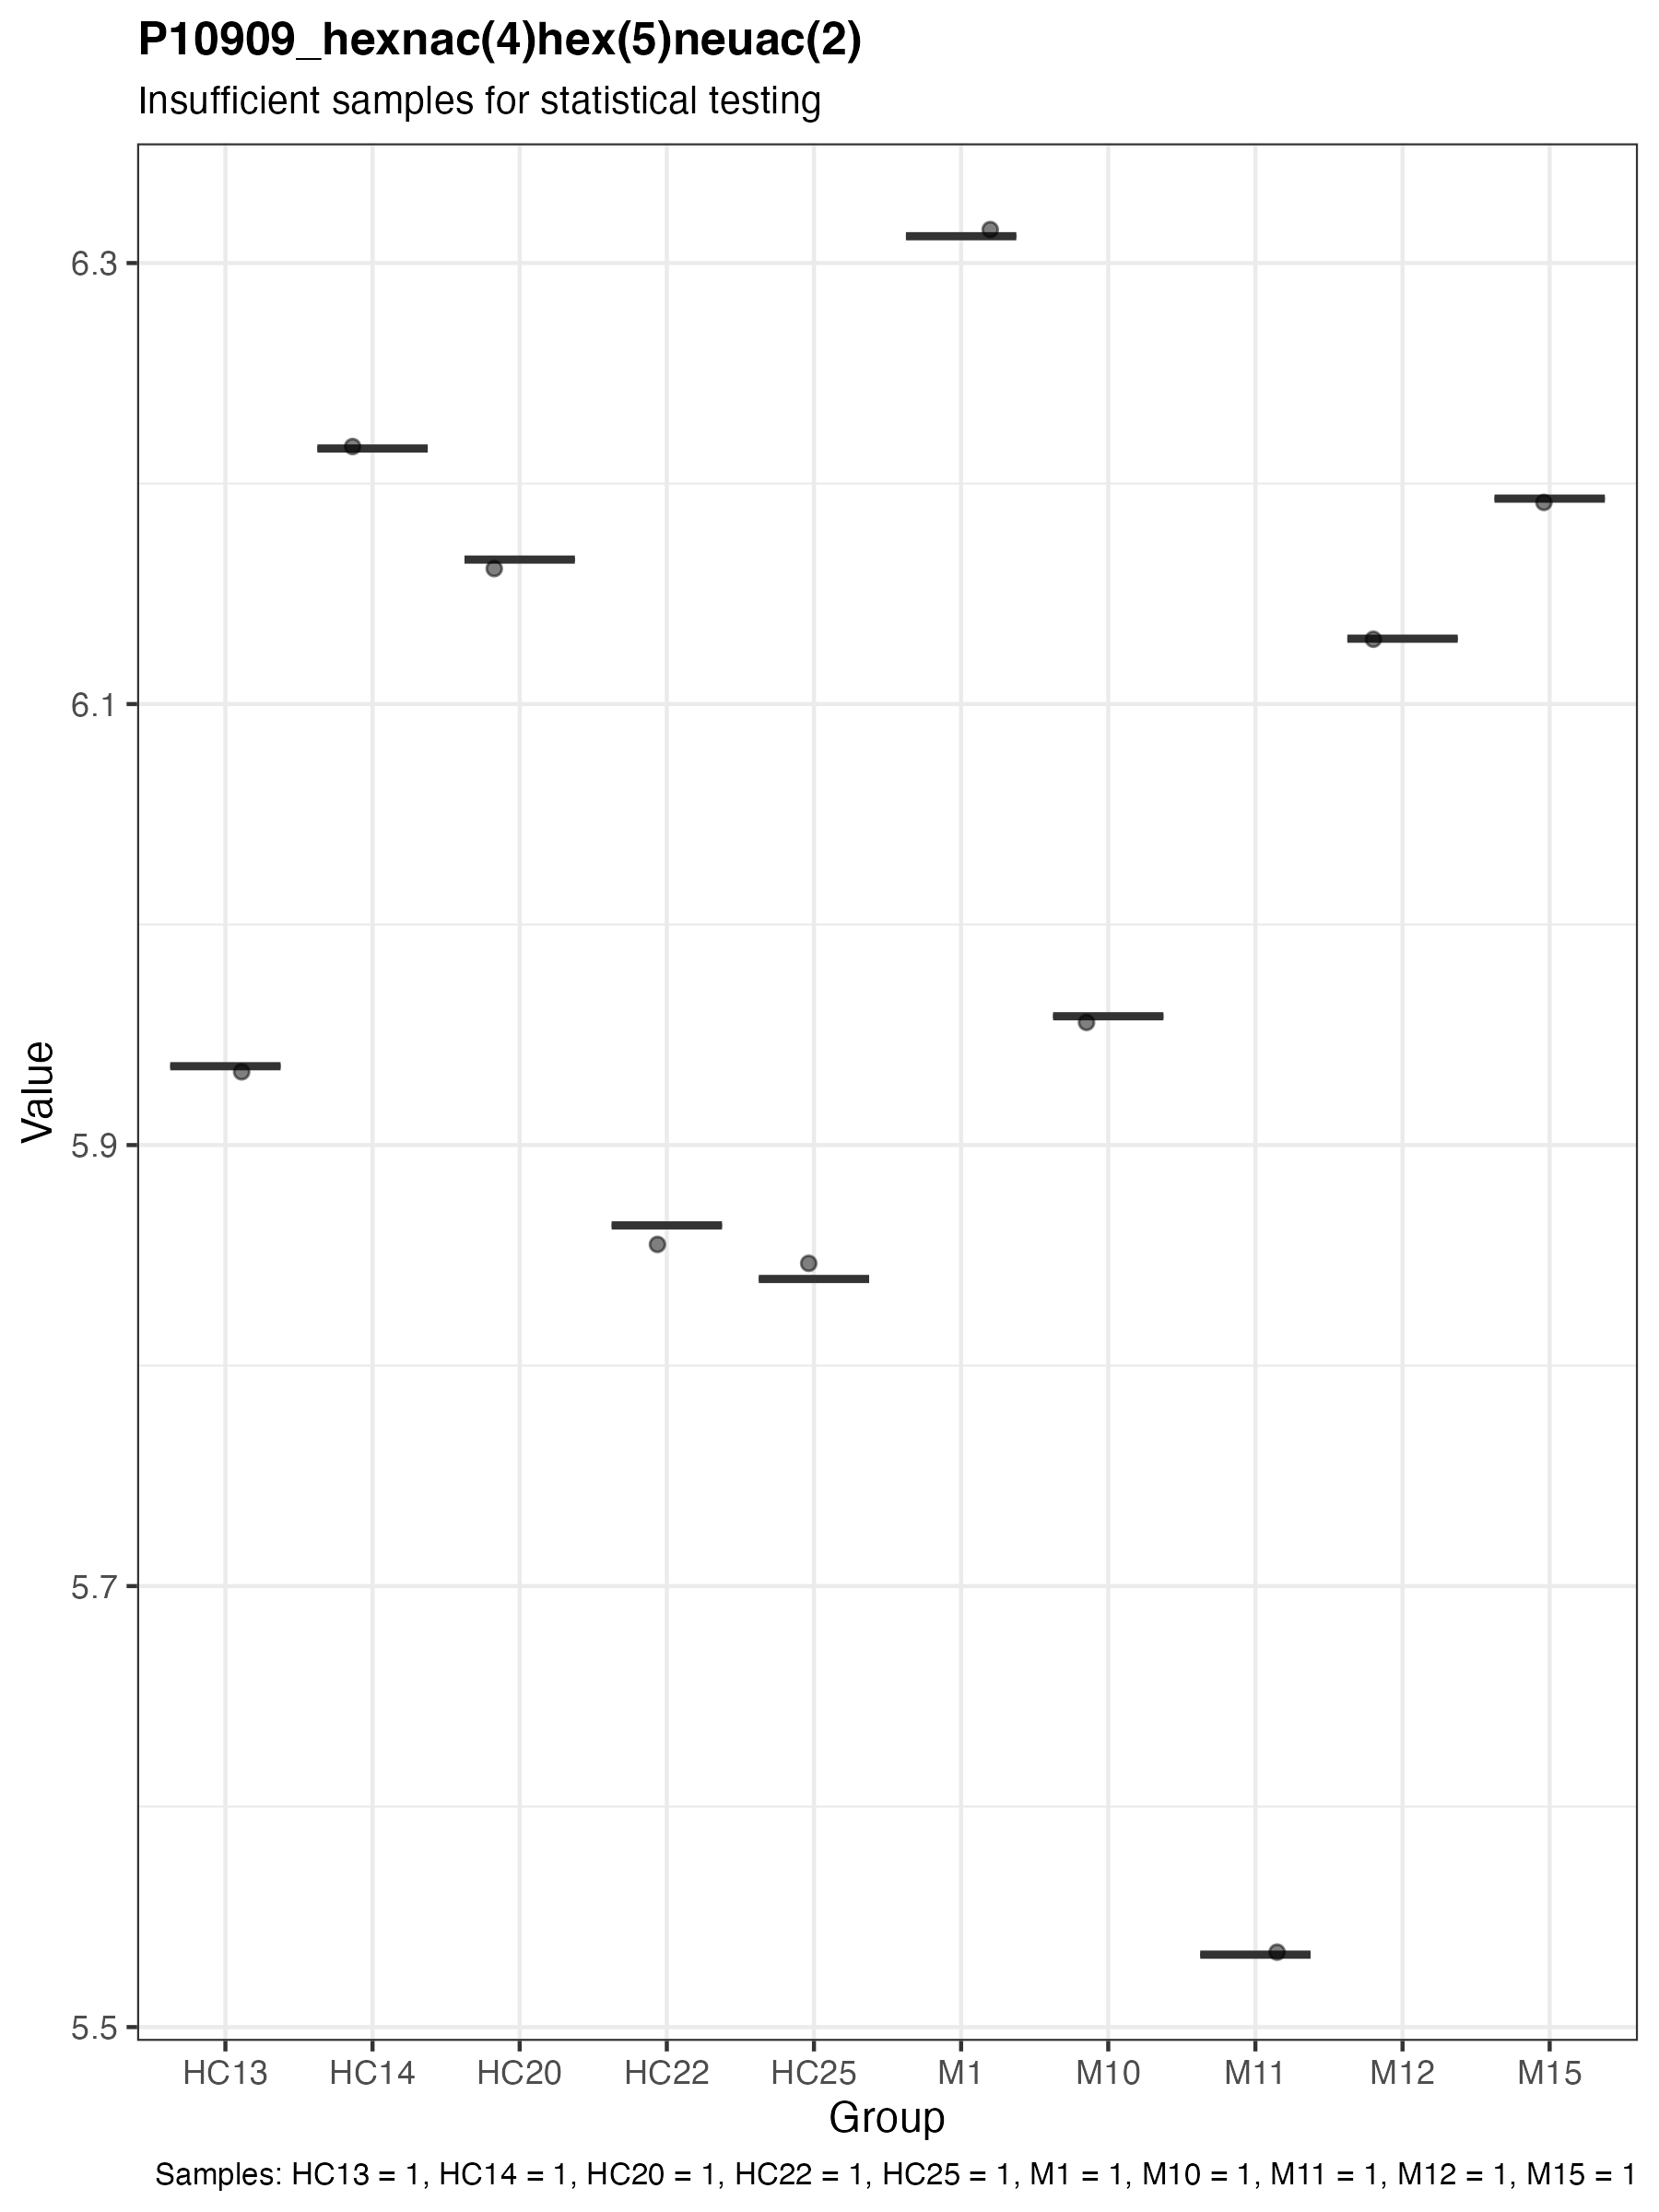 P10909_hexnac(4)hex(5)neuac(2)
Insufficient samples for statistical testing
Value
6.3
6.1
5.9
5.7
5.5
HC13 HC14 HC20 HC22 HC25 M1 M10 M11 M12 M15
Group
Samples: HC13 = 1, HC14 = 1, HC20 = 1, HC22 = 1, HC25 = 1, M1 = 1, M10 = 1, M11 = 1, M12 = 1, M15 = 1